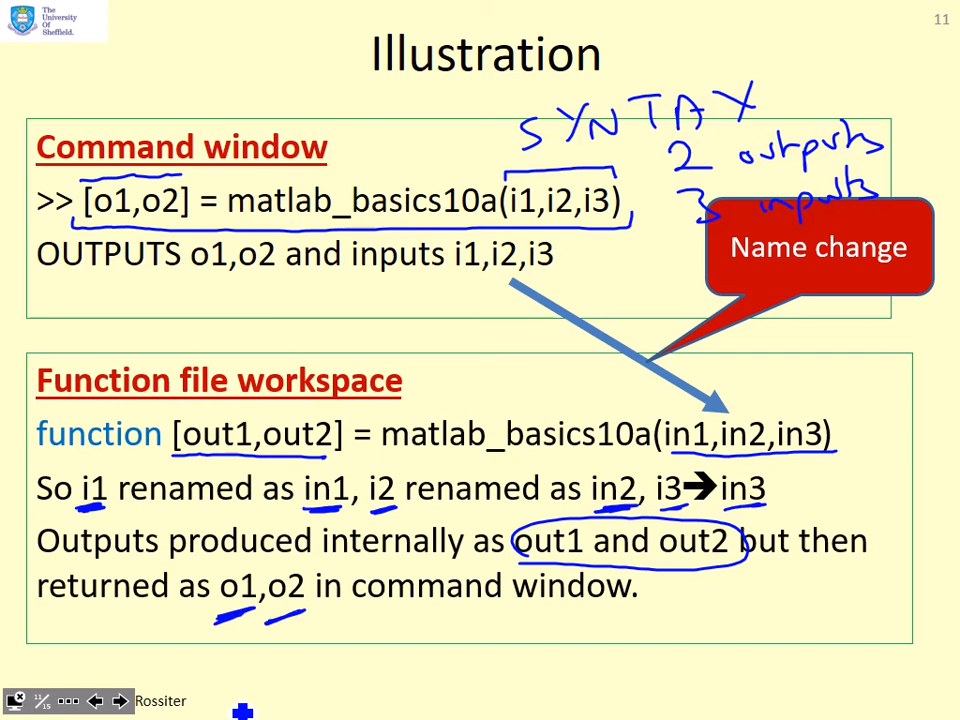 The
University
Of
Sheffield.
11
Illustration
SYNTAX
2 outputs
3 inputs
Command window
>> [o1,o2] = matlab_basics10a(i1,i2,i3)
OUTPUTS o1,o2 and inputs i1,i2,i3
Name change
Function file workspace
function [out1,out2] = matlab_basics10a(in1,in2,in3)
So i1 renamed as in1, i2 renamed as in2, i3➔in3
Outputs produced internally as out1 and out2 but then
returned as o1,o2 in command window.
11/15
Rossiter